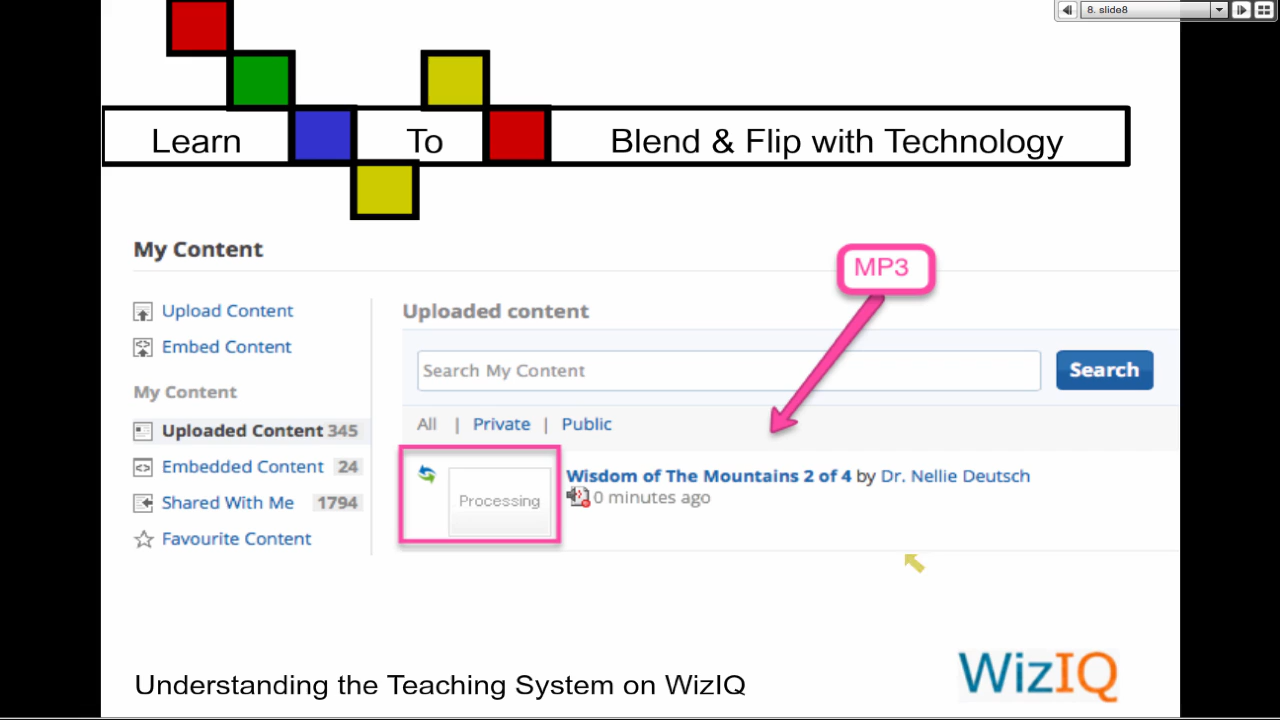 8. slide8
Learn To Blend & Flip with Technology
My Content
MP3
Upload Content
Embed Content
My Content
Uploaded Content 345
Embedded Content 24
Shared With Me 1794
Favourite Content
Uploaded content
Search My Content
Search
All | Private | Public
Processing
Wisdom of The Mountains 2 of 4 by Dr. Nellie Deutsch
0 minutes ago
Understanding the Teaching System on WizIQ
WizIQ